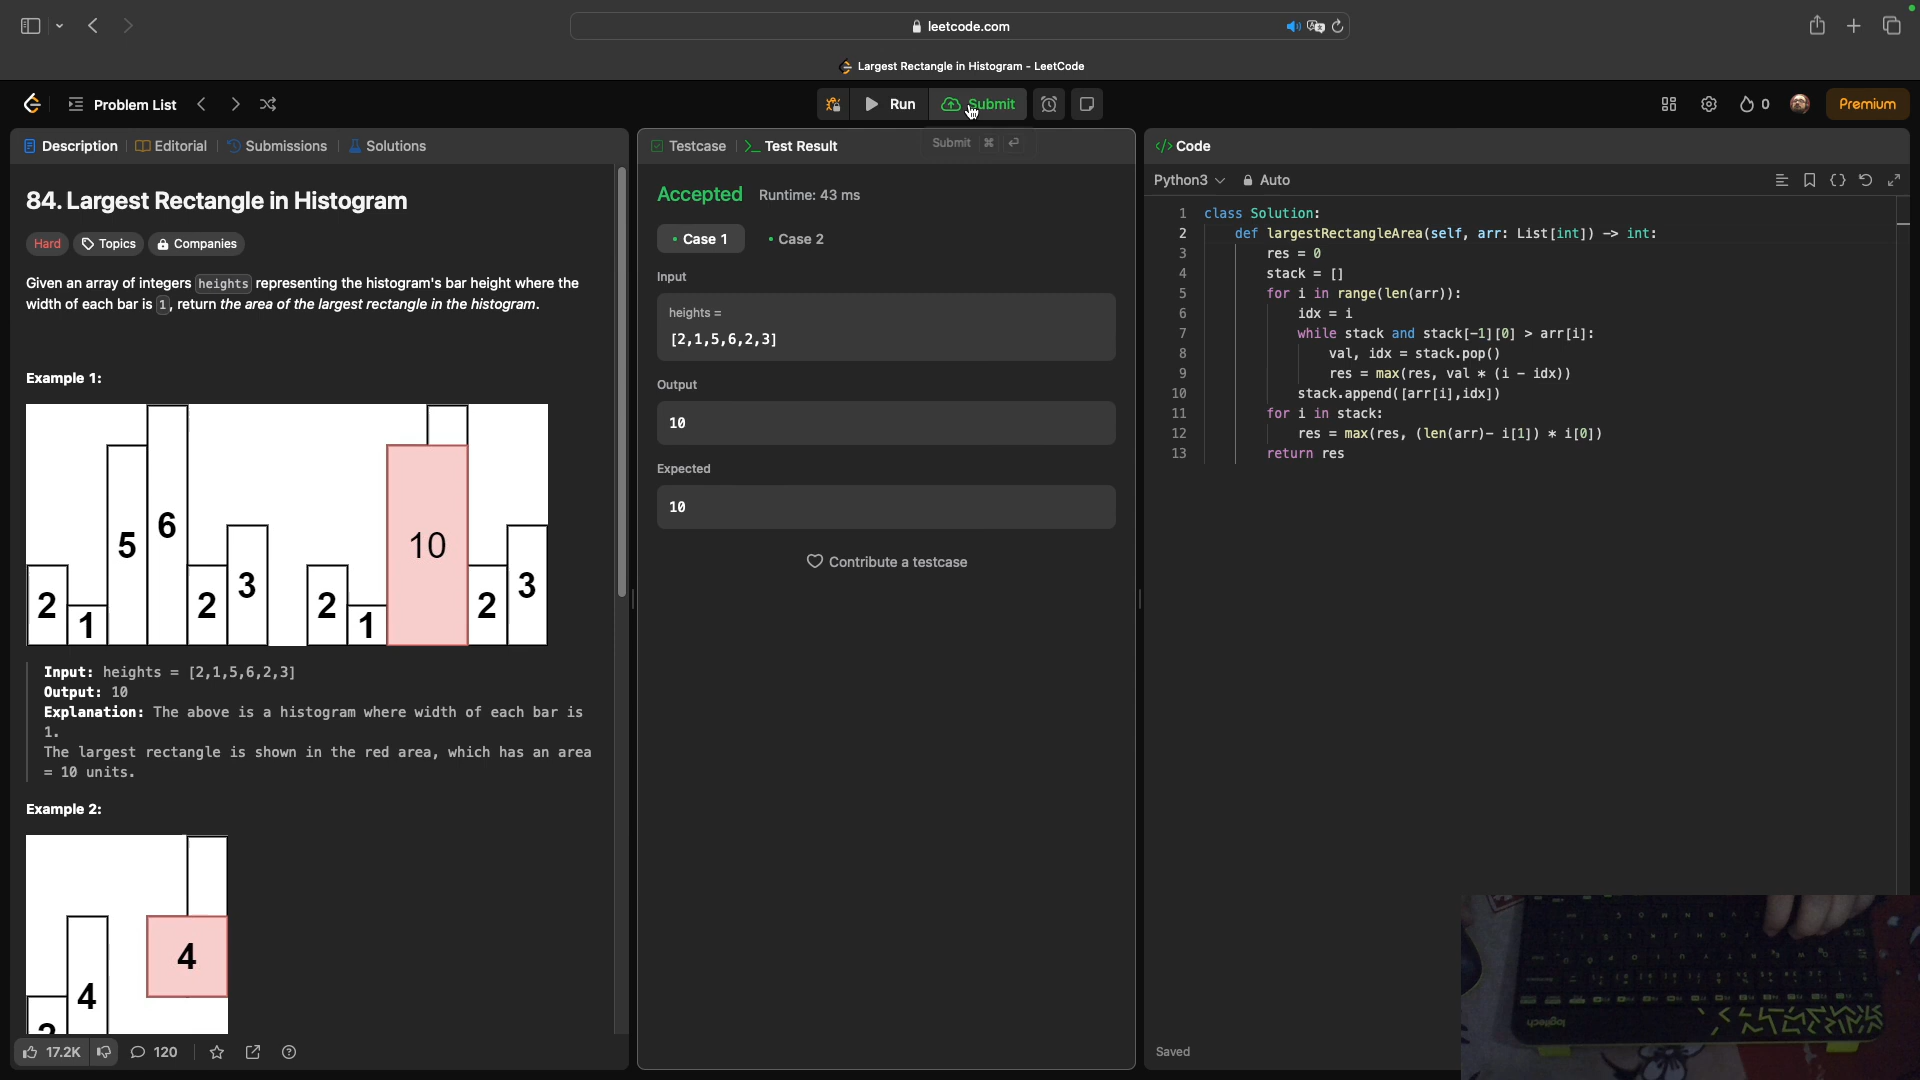 leetcode.com
Largest Rectangle in Histogram - LeetCode
Problem List
Run
Submit
0
Premium
Description
Editorial
Submissions
Solutions
84. Largest Rectangle in Histogram
Hard
Topics
Companies
Given an array of integers heights representing the histogram's bar height where the
width of each bar is 1, return the area of the largest rectangle in the histogram.
Example 1:
2
1
5
6
2
3
2
1
10
2
3
Input: heights = [2,1,5,6,2,3]
Output: 10
Explanation: The above is a histogram where width of each bar is
1.
The largest rectangle is shown in the red area, which has an area
= 10 units.
Example 2:
2
4
4
17.2K
120
Testcase
Test Result
Submit ⌘ ↩
Accepted Runtime: 43 ms
Case 1
Case 2
Input
heights =
[2,1,5,6,2,3]
Output
10
Expected
10
Contribute a testcase
</> Code
Python3
Auto
1 class Solution:
2 def largestRectangleArea(self, arr: List[int]) -> int:
3 res = 0
4 stack = []
5 for i in range(len(arr)):
6 idx = i
7 while stack and stack[-1][0] > arr[i]:
8 val, idx = stack.pop()
9 res = max(res, val * (i - idx))
10 stack.append([arr[i],idx])
11 for i in stack:
12 res = max(res, (len(arr)- i[1]) * i[0])
13 return res
Saved
logitech